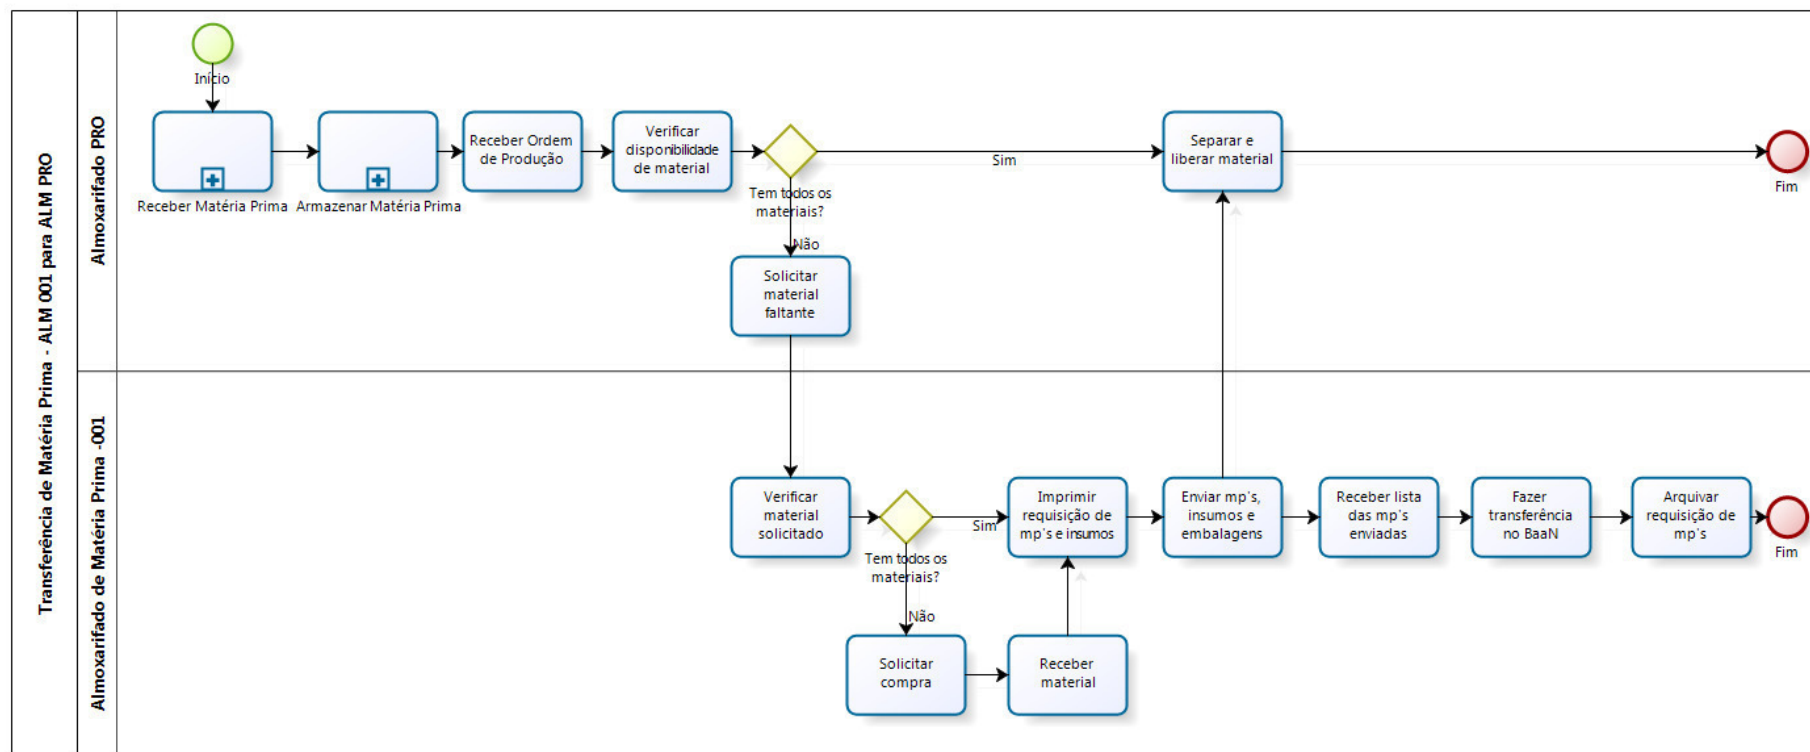 Transferência de Matéria Prima - ALM 001 para ALM PRO
Almoxarifado PRO
Início
Receber Matéria Prima
Armazenar Matéria Prima
Receber Ordem
de Produção
Verificar
disponibilidade
de material
Tem todos os
materiais?
Sim
Não
Separar e
liberar material
Fim
Solicitar
material
faltante
Almoxarifado de Matéria Prima -001
Verificar
material
solicitado
Tem todos os
materiais?
Sim
Não
Imprimir
requisição de
mp's e insumos
Enviar mp's,
insumos e
embalagens
Receber lista
das mp's
enviadas
Fazer
transferência
no BaaN
Arquivar
requisição de
mp's
Fim
Solicitar
compra
Receber
material